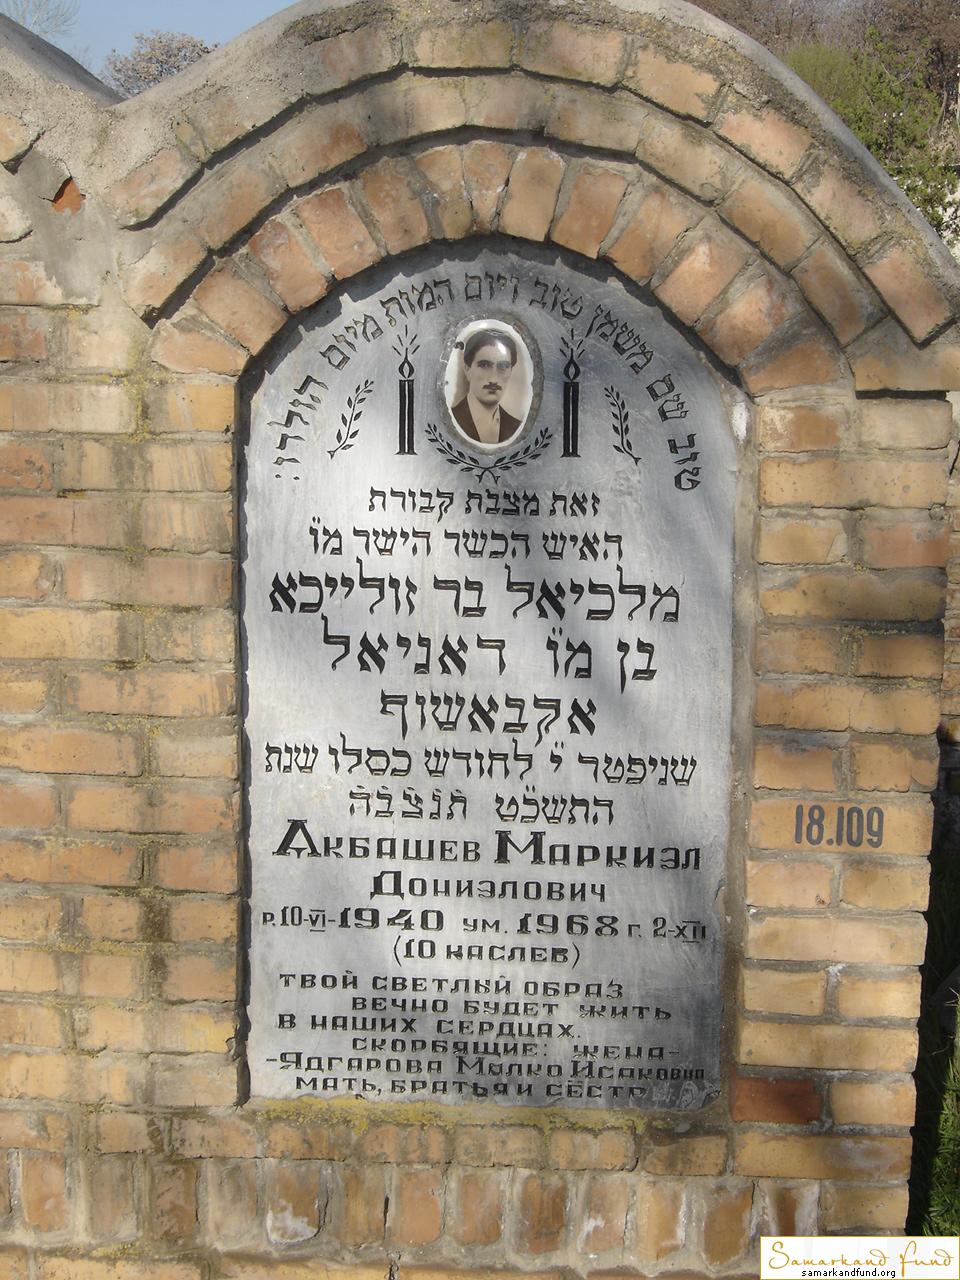 טוב שם משמן טוב ויום המות מיום הולדו
זאת מצבת קבורת
האיש הכשר הישר מו̈
מלכיאל בר זולייכא
בן מו̈ דאניאל
אקבאשוף
שניפטר י̈ לחודש כסלו שנת
התשכ̈ט תׄנׄצׄבׄהׄ
Акбашев Маркиэл
Дониэлович
р. 10-VI-1940 ум. 1968 г. 2-XII
(10 каслев)
твой светлый образ
вечно будет жить
в наших сердцах.
скорбящие: жена-
-Ядгарова Малко Исаковна
мать, братья и сёстр
18.109
Samarkand fund
samarkandfund.org